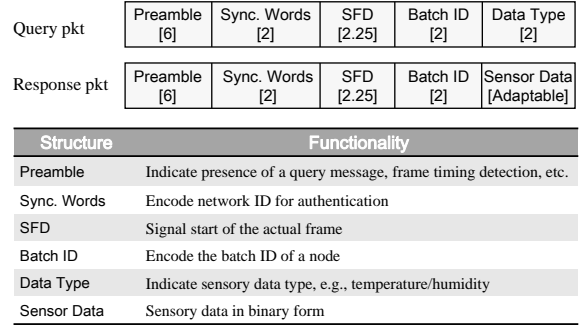 Query pkt
Preamble [6]
Sync. Words [2]
SFD [2.25]
Batch ID [2]
Data Type [2]
Response pkt
Preamble [6]
Sync. Words [2]
SFD [2.25]
Batch ID [2]
Sensor Data [Adaptable]
Structure Functionality
Preamble Indicate presence of a query message, frame timing detection, etc.
Sync. Words Encode network ID for authentication
SFD Signal start of the actual frame
Batch ID Encode the batch ID of a node
Data Type Indicate sensory data type, e.g., temperature/humidity
Sensor Data Sensory data in binary form